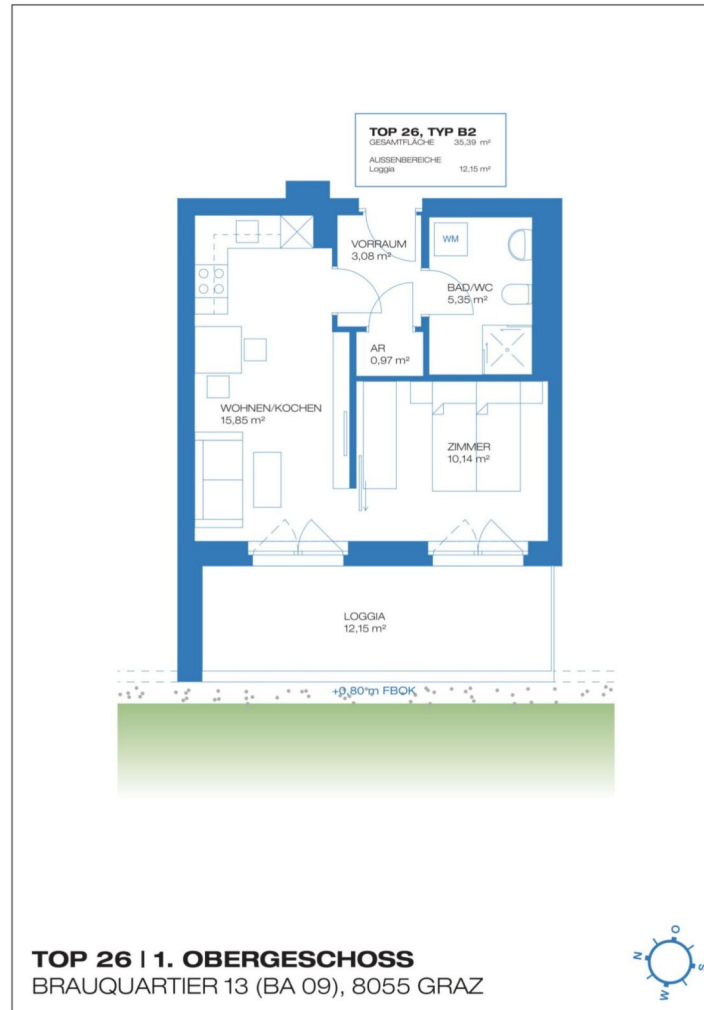 TOP 26, TYP B2
GESAMTFLÄCHE 35,39 m²
AUSSENBEREICHE
Loggia 12,15 m²
VORRAUM
3,08 m²
WM
BAD/WC
5,35 m²
AR
0,97 m²
WOHNEN/KOCHEN
15,85 m²
ZIMMER
10,14 m²
LOGGIA
12,15 m²
+0,80 m FBOK
TOP 26 | 1. OBERGESCHOSS
BRAUQUARTIER 13 (BA 09), 8055 GRAZ
N
O
S
W